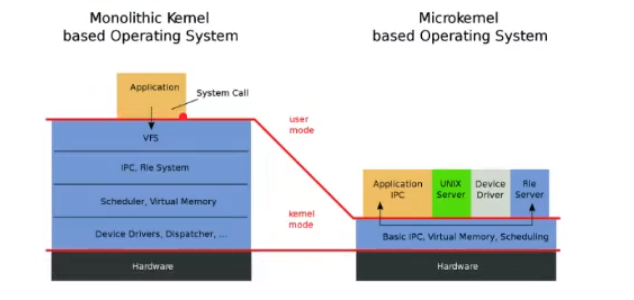 Monolithic Kernel
based Operating System
Microkernel
based Operating System
Application
System Call
user
mode
VFS
IPC, File System
Scheduler, Virtual Memory
Device Drivers, Dispatcher, ...
Hardware
kernel
mode
Application
IPC
UNIX
Server
Device
Driver
File
Server
Basic IPC, Virtual Memory, Scheduling
Hardware